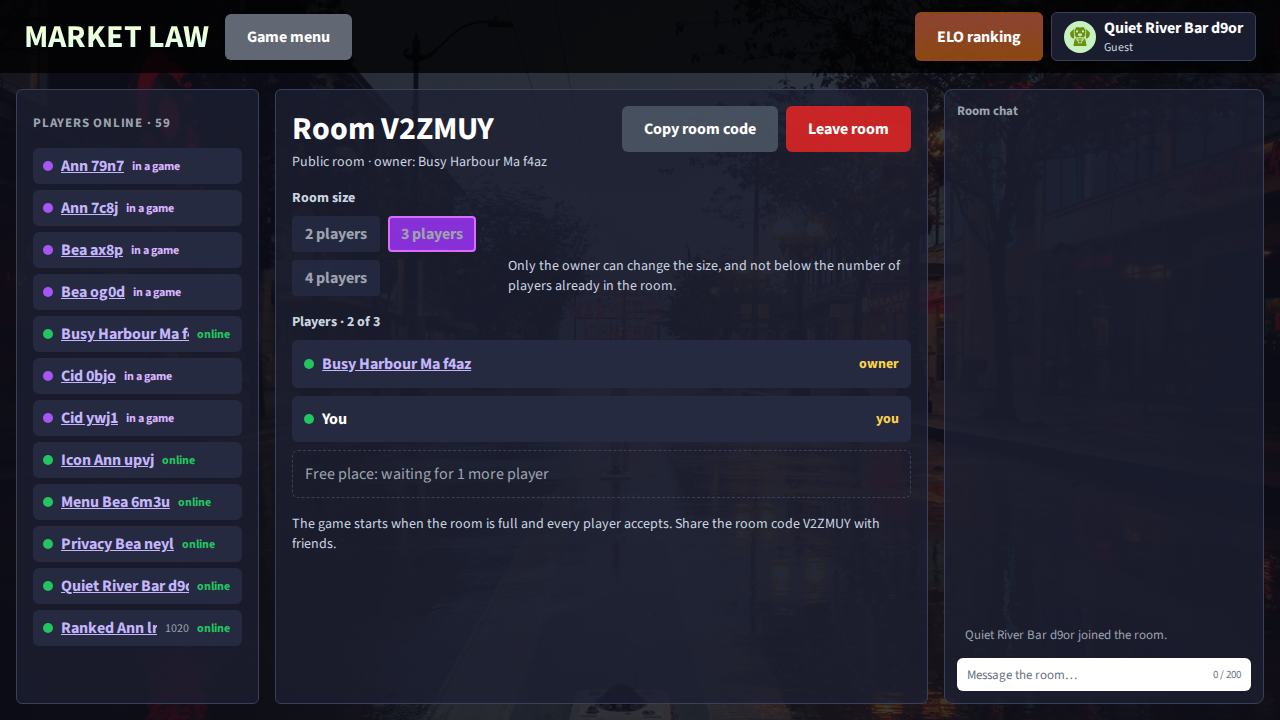 MARKET LAW
Game menu
ELO ranking
Quiet River Bar d9or
Guest
PLAYERS ONLINE · 59
Ann 79n7 in a game
Ann 7c8j in a game
Bea ax8p in a game
Bea og0d in a game
Busy Harbour Ma f online
Cid 0bjo in a game
Cid ywj1 in a game
Icon Ann upvj online
Menu Bea 6m3u online
Privacy Bea neyl online
Quiet River Bar d9 online
Ranked Ann lr 1020 online
Room V2ZMUY
Copy room code
Leave room
Public room · owner: Busy Harbour Ma f4az
Room size
2 players
3 players
4 players
Only the owner can change the size, and not below the number of
players already in the room.
Players · 2 of 3
Busy Harbour Ma f4az owner
You you
Free place: waiting for 1 more player
The game starts when the room is full and every player accepts. Share the room code V2ZMUY with
friends.
Room chat
Quiet River Bar d9or joined the room.
Message the room… 0 / 200